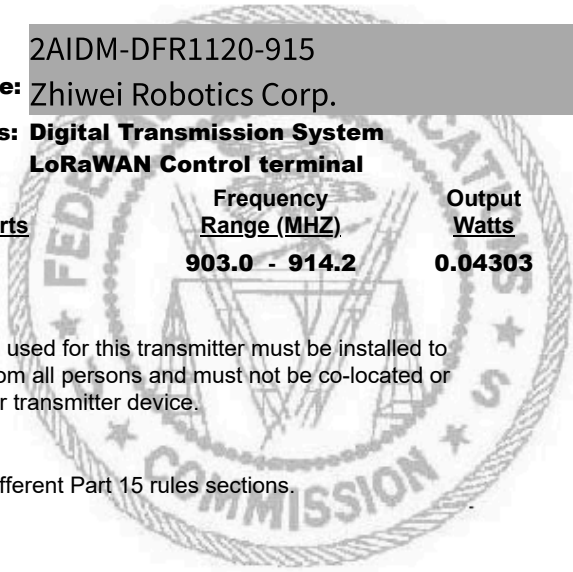 2AIDM-DFR1120-915
e: Zhiwei Robotics Corp.
s: Digital Transmission System
LoRaWAN Control terminal
Frequency Output
rts Range (MHZ) Watts
903.0 - 914.2 0.04303
used for this transmitter must be installed to
om all persons and must not be co-located or
r transmitter device.
fferent Part 15 rules sections.
-
COMMISSION